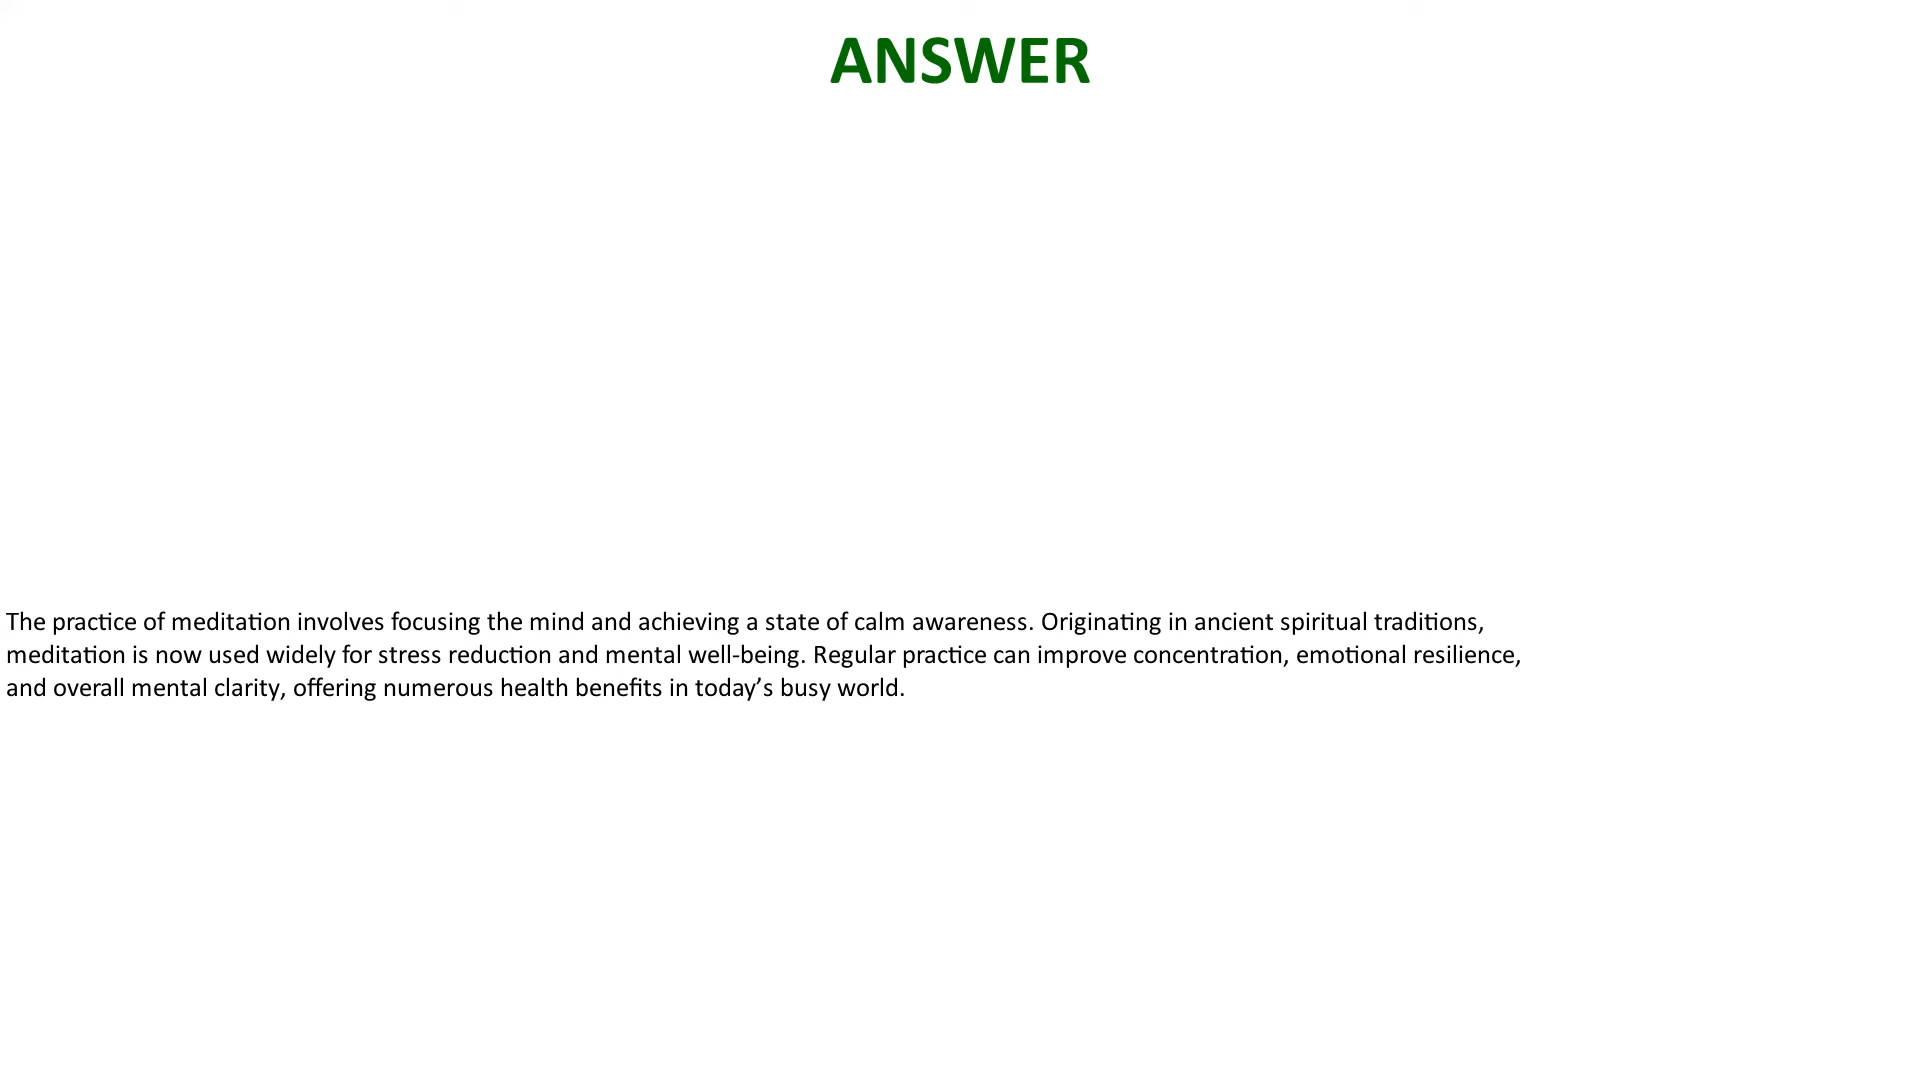 ANSWER
The practice of meditation involves focusing the mind and achieving a state of calm awareness. Originating in ancient spiritual traditions,
meditation is now used widely for stress reduction and mental well-being. Regular practice can improve concentration, emotional resilience,
and overall mental clarity, offering numerous health benefits in today’s busy world.